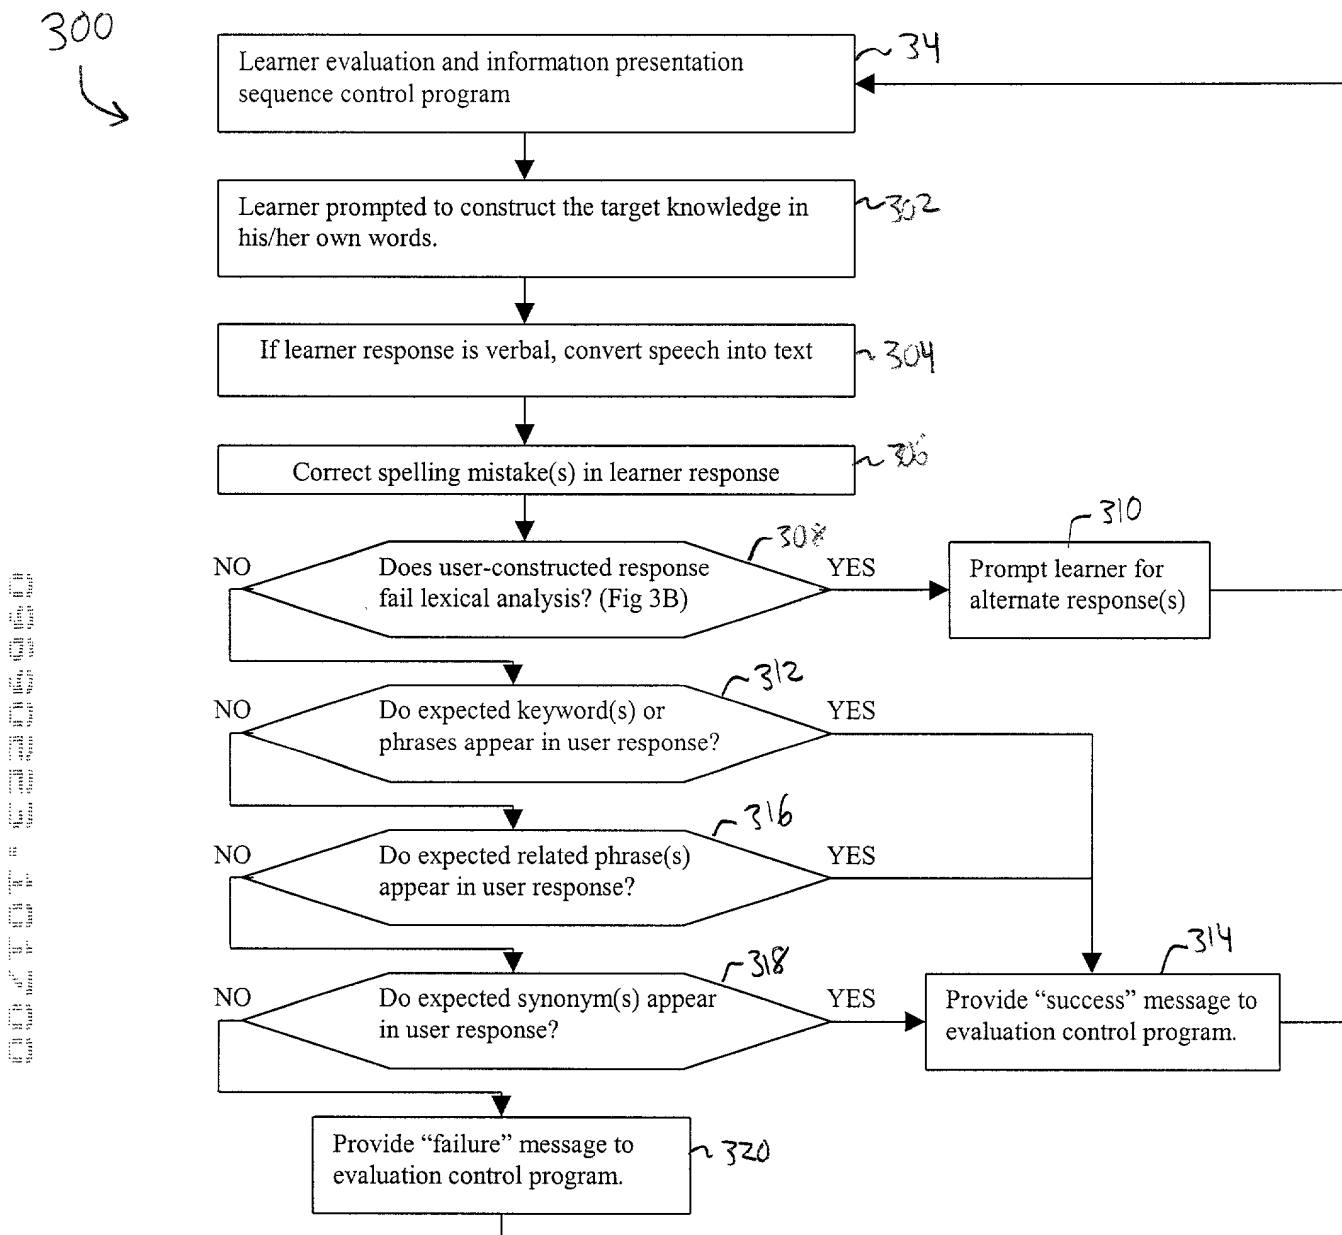 300
34
Learner evaluation and information presentation
sequence control program
Learner prompted to construct the target knowledge in
his/her own words.
302
If learner response is verbal, convert speech into text
304
Correct spelling mistake(s) in learner response
306
308
310
NO
Does user-constructed response
fail lexical analysis? (Fig 3B)
YES
Prompt learner for
alternate response(s)
312
NO
Do expected keyword(s) or
phrases appear in user response?
YES
316
NO
Do expected related phrase(s)
appear in user response?
YES
318
314
NO
Do expected synonym(s) appear
in user response?
YES
Provide “success” message to
evaluation control program.
Provide “failure” message to
evaluation control program.
320